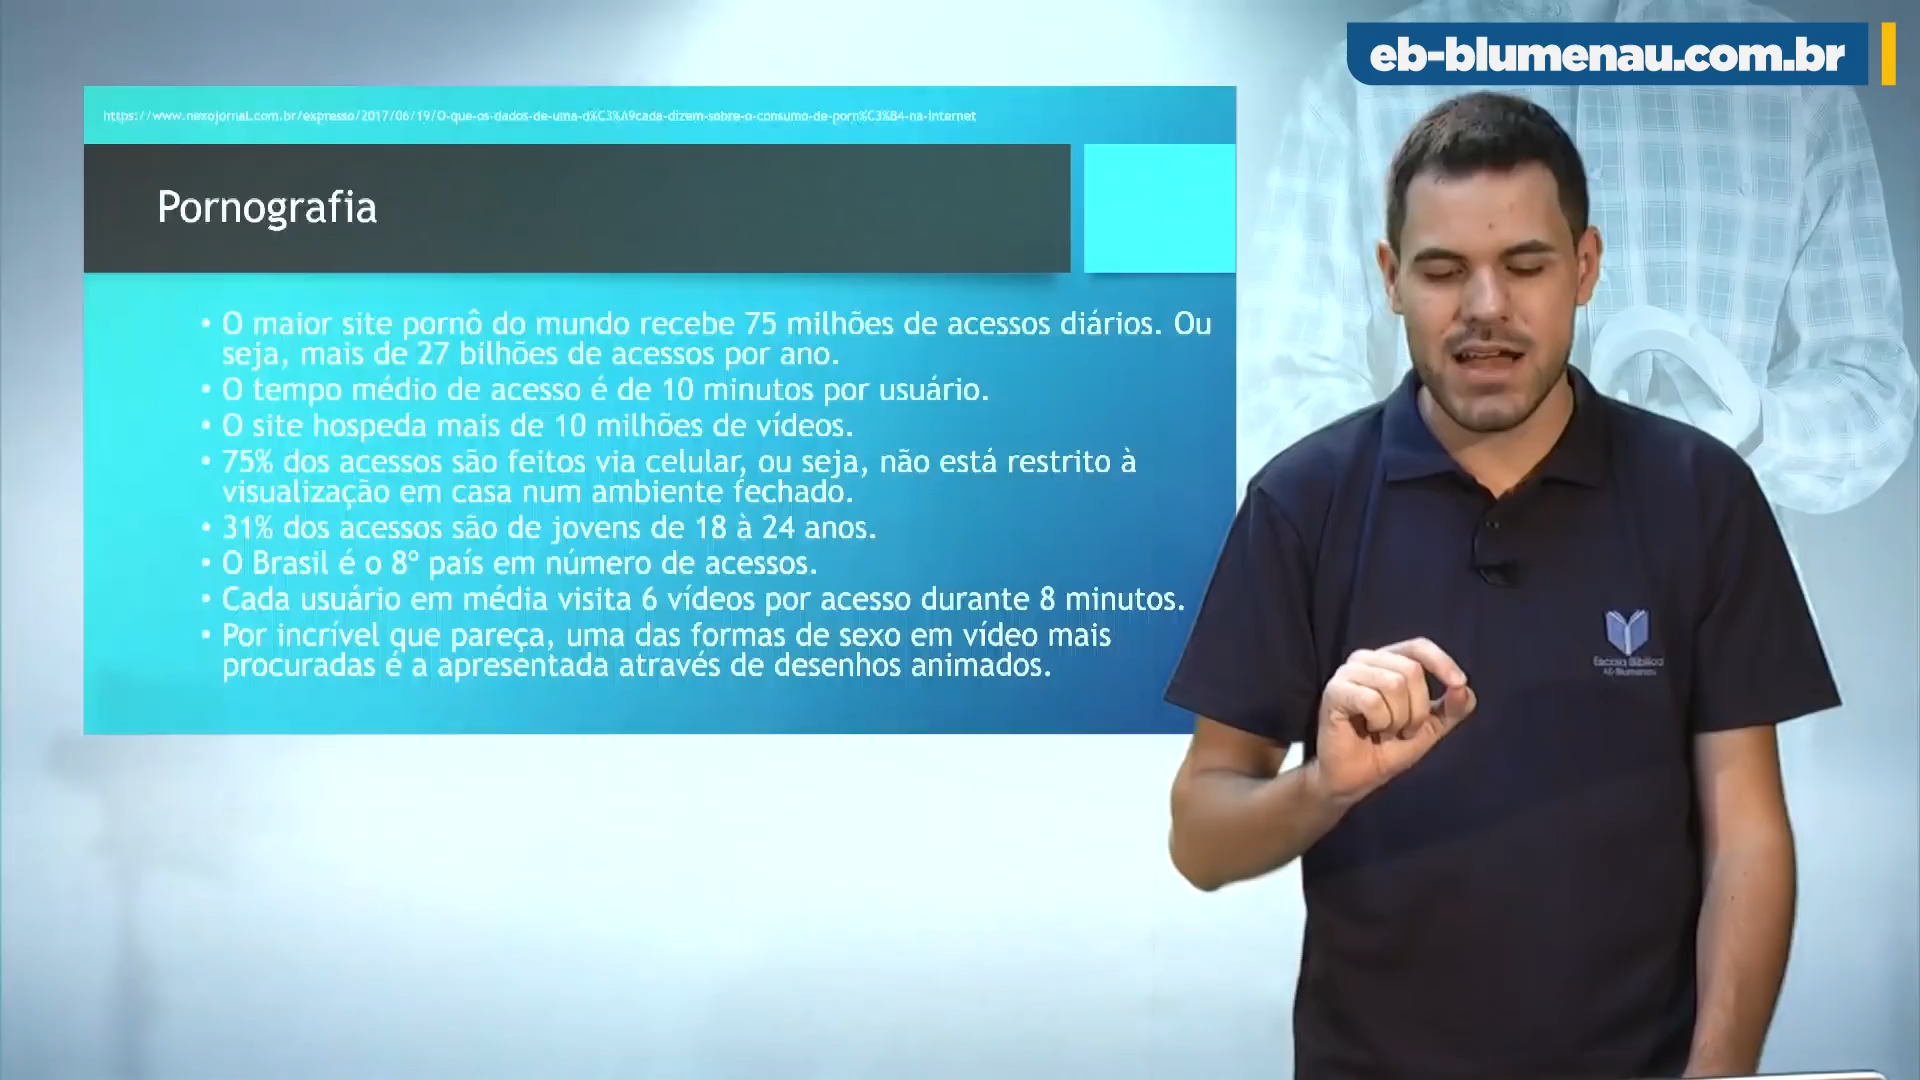 eb-blumenau.com.br
https://www.nexojornal.com.br/expresso/2017/06/19/O-que-os-dados-de-uma-d%C3%A9cada-dizem-sobre-o-consumo-de-porn%C3%B4-na-internet
Pornografia
• O maior site pornô do mundo recebe 75 milhões de acessos diários. Ou
seja, mais de 27 bilhões de acessos por ano.
• O tempo médio de acesso é de 10 minutos por usuário.
• O site hospeda mais de 10 milhões de vídeos.
• 75% dos acessos são feitos via celular, ou seja, não está restrito à
visualização em casa num ambiente fechado.
• 31% dos acessos são de jovens de 18 à 24 anos.
• O Brasil é o 8º país em número de acessos.
• Cada usuário em média visita 6 vídeos por acesso durante 8 minutos.
• Por incrível que pareça, uma das formas de sexo em vídeo mais
procuradas é a apresentada através de desenhos animados.
Escola Bíblica